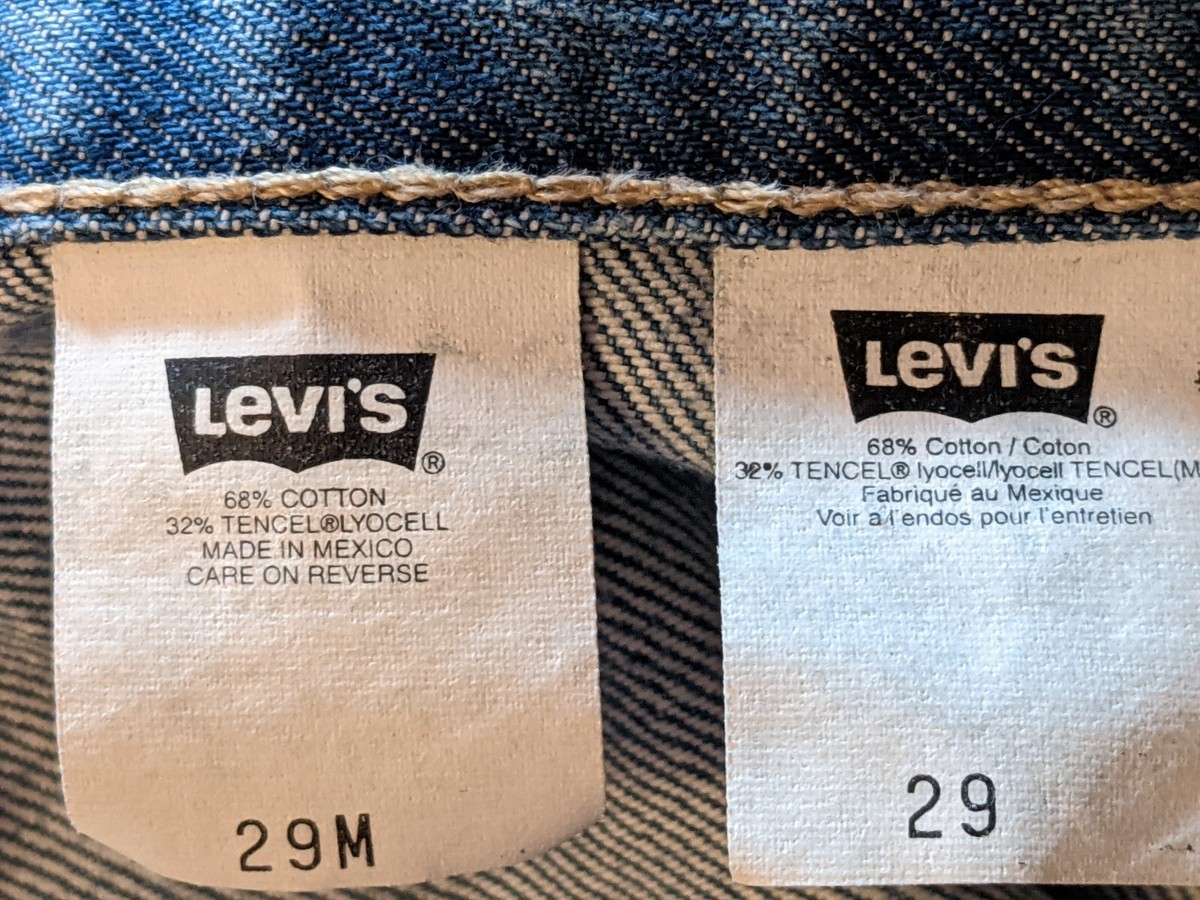 LEVI'S®
68% COTTON
32% TENCEL®LYOCELL
MADE IN MEXICO
CARE ON REVERSE
29M
LEVI'S®
68% Cotton / Coton
32% TENCEL® lyocell/lyocell TENCEL(M
Fabriqué au Mexique
Voir à l'endos pour l'entretien
29